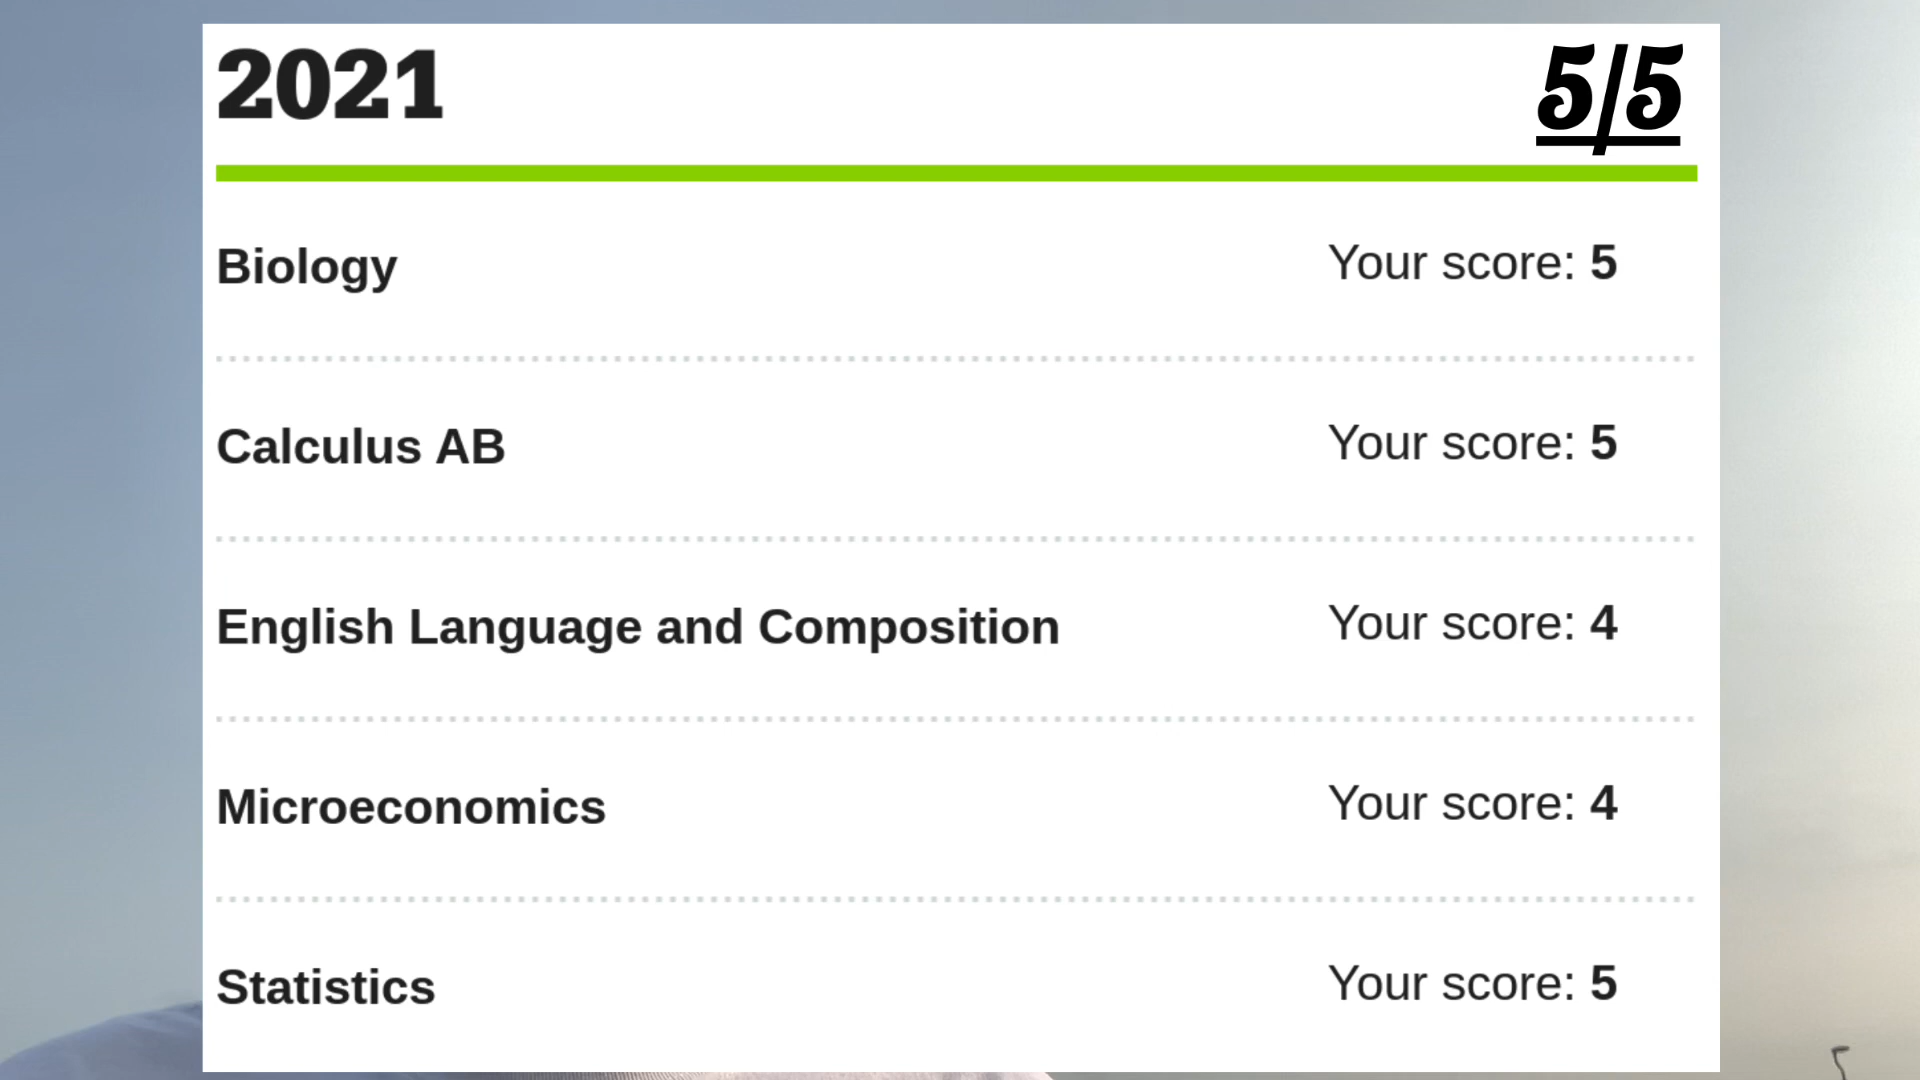 2021 5/5
Biology Your score: 5
Calculus AB Your score: 5
English Language and Composition Your score: 4
Microeconomics Your score: 4
Statistics Your score: 5